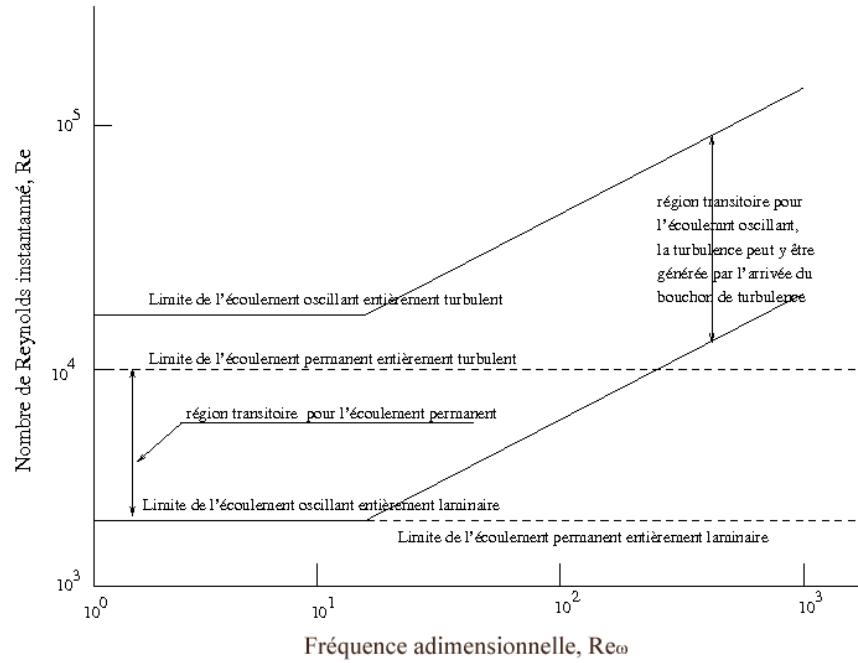 10^5
Nombre de Reynolds instantanné, Re
région transitoire pour
l'écoulemant oscillant,
la turbulence peut y être
générée par l'arrivée du
bouchon de turbulence
Limite de l'écoulement oscillant entièrement turbulent
Limite de l'écoulement permanent entièrement turbulent
10^4
région transitoire pour l'écoulement permanent
Limite de l'écoulement oscillant entièrement laminaire
Limite de l'écoulement permanent entièrement laminaire
10^3
10^0
10^1
10^2
10^3
Fréquence adimensionnelle, Reω